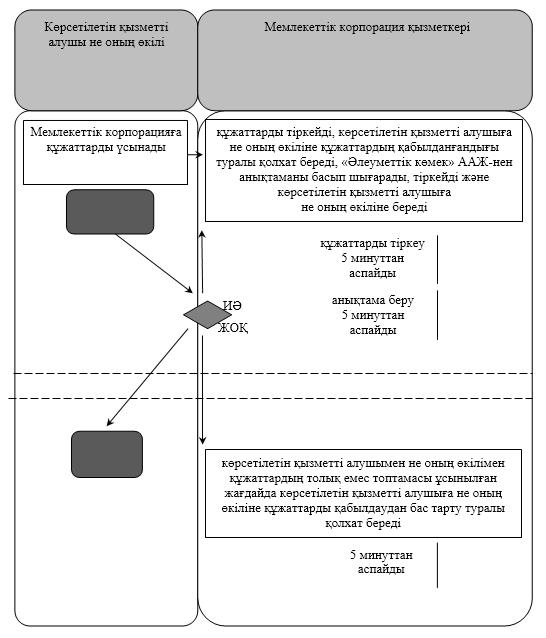 Көрсетілетін қызметті
алушы не оның өкілі
Мемлекеттік корпорация қызметкері
Мемлекеттік корпорацияға
құжаттарды ұсынады
құжаттарды тіркейді, көрсетілетін қызметті алушыға
не оның өкіліне құжаттардың қабылданғандығы
туралы қолхат береді, «Әлеуметтік көмек» ААЖ-нен
анықтаманы басып шығарады, тіркейді және
көрсетілетін қызметті алушыға
не оның өкіліне береді
құжаттарды тіркеу
5 минуттан
аспайды
анықтама беру
5 минуттан
аспайды
ИӘ
ЖОҚ
көрсетілетін қызметті алушымен не оның өкілімен
құжаттардың толық емес топтамасы ұсынылған
жағдайда көрсетілетін қызметті алушыға не оның
өкіліне құжаттарды қабылдаудан бас тарту туралы
қолхат береді
5 минуттан
аспайды